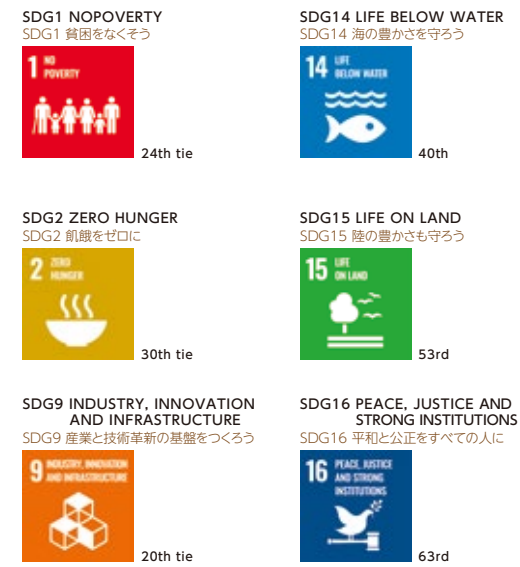 SDG1 NOPOVERTY
SDG1 貧困をなくそう
1 NO
POVERTY
24th tie
SDG2 ZERO HUNGER
SDG2 飢餓をゼロに
2 ZERO
HUNGER
30th tie
SDG9 INDUSTRY, INNOVATION
AND INFRASTRUCTURE
SDG9 産業と技術革新の基盤をつくろう
9 INDUSTRY, INNOVATION
AND INFRASTRUCTURE
20th tie
SDG14 LIFE BELOW WATER
SDG14 海の豊かさを守ろう
14 LIFE
BELOW WATER
40th
SDG15 LIFE ON LAND
SDG15 陸の豊かさも守ろう
15 LIFE
ON LAND
53rd
SDG16 PEACE, JUSTICE AND
STRONG INSTITUTIONS
SDG16 平和と公正をすべての人に
16 PEACE, JUSTICE
AND STRONG
INSTITUTIONS
63rd